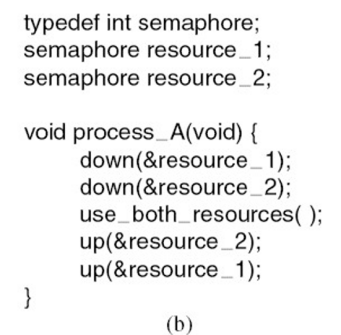 typedef int semaphore;
semaphore resource_1;
semaphore resource_2;
void process_A(void) {
down(&resource_1);
down(&resource_2);
use_both_resources( );
up(&resource_2);
up(&resource_1);
}
(b)